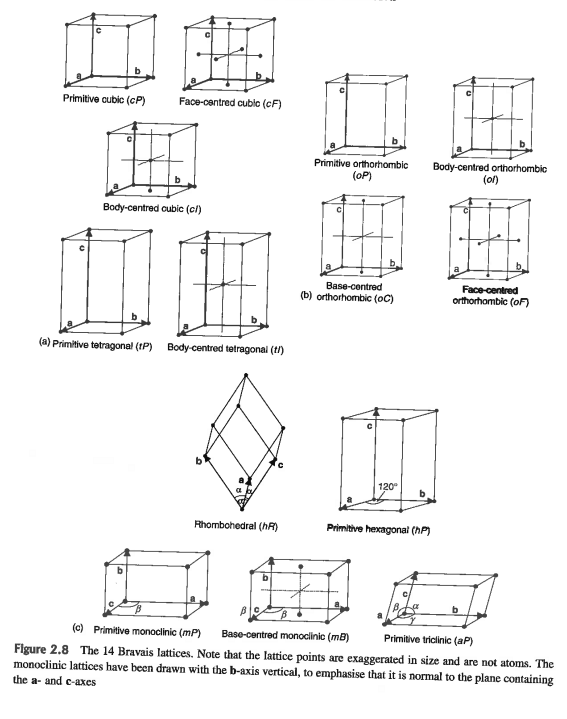 c
a
b
Primitive cubic (cP)
c
a
b
Face-centred cubic (cF)
c
a
b
Body-centred cubic (cI)
c
a
b
Primitive orthorhombic
(oP)
c
a
b
Body-centred orthorhombic
(oI)
c
a
b
Base-centred
(b) orthorhombic (oC)
c
a
b
Face-centred
orthorhombic (oF)
c
a
b
(a) Primitive tetragonal (tP)
c
a
b
Body-centred tetragonal (tI)
b
a
c
α α
α
Rhombohedral (hR)
c
120°
a
b
Primitive hexagonal (hP)
b
c
a
β
(c) Primitive monoclinic (mP)
b
β c
a
β
Base-centred monoclinic (mB)
c
a
β α
b
γ
Primitive triclinic (aP)
Figure 2.8 The 14 Bravais lattices. Note that the lattice points are exaggerated in size and are not atoms. The
monoclinic lattices have been drawn with the b-axis vertical, to emphasise that it is normal to the plane containing
the a- and c-axes